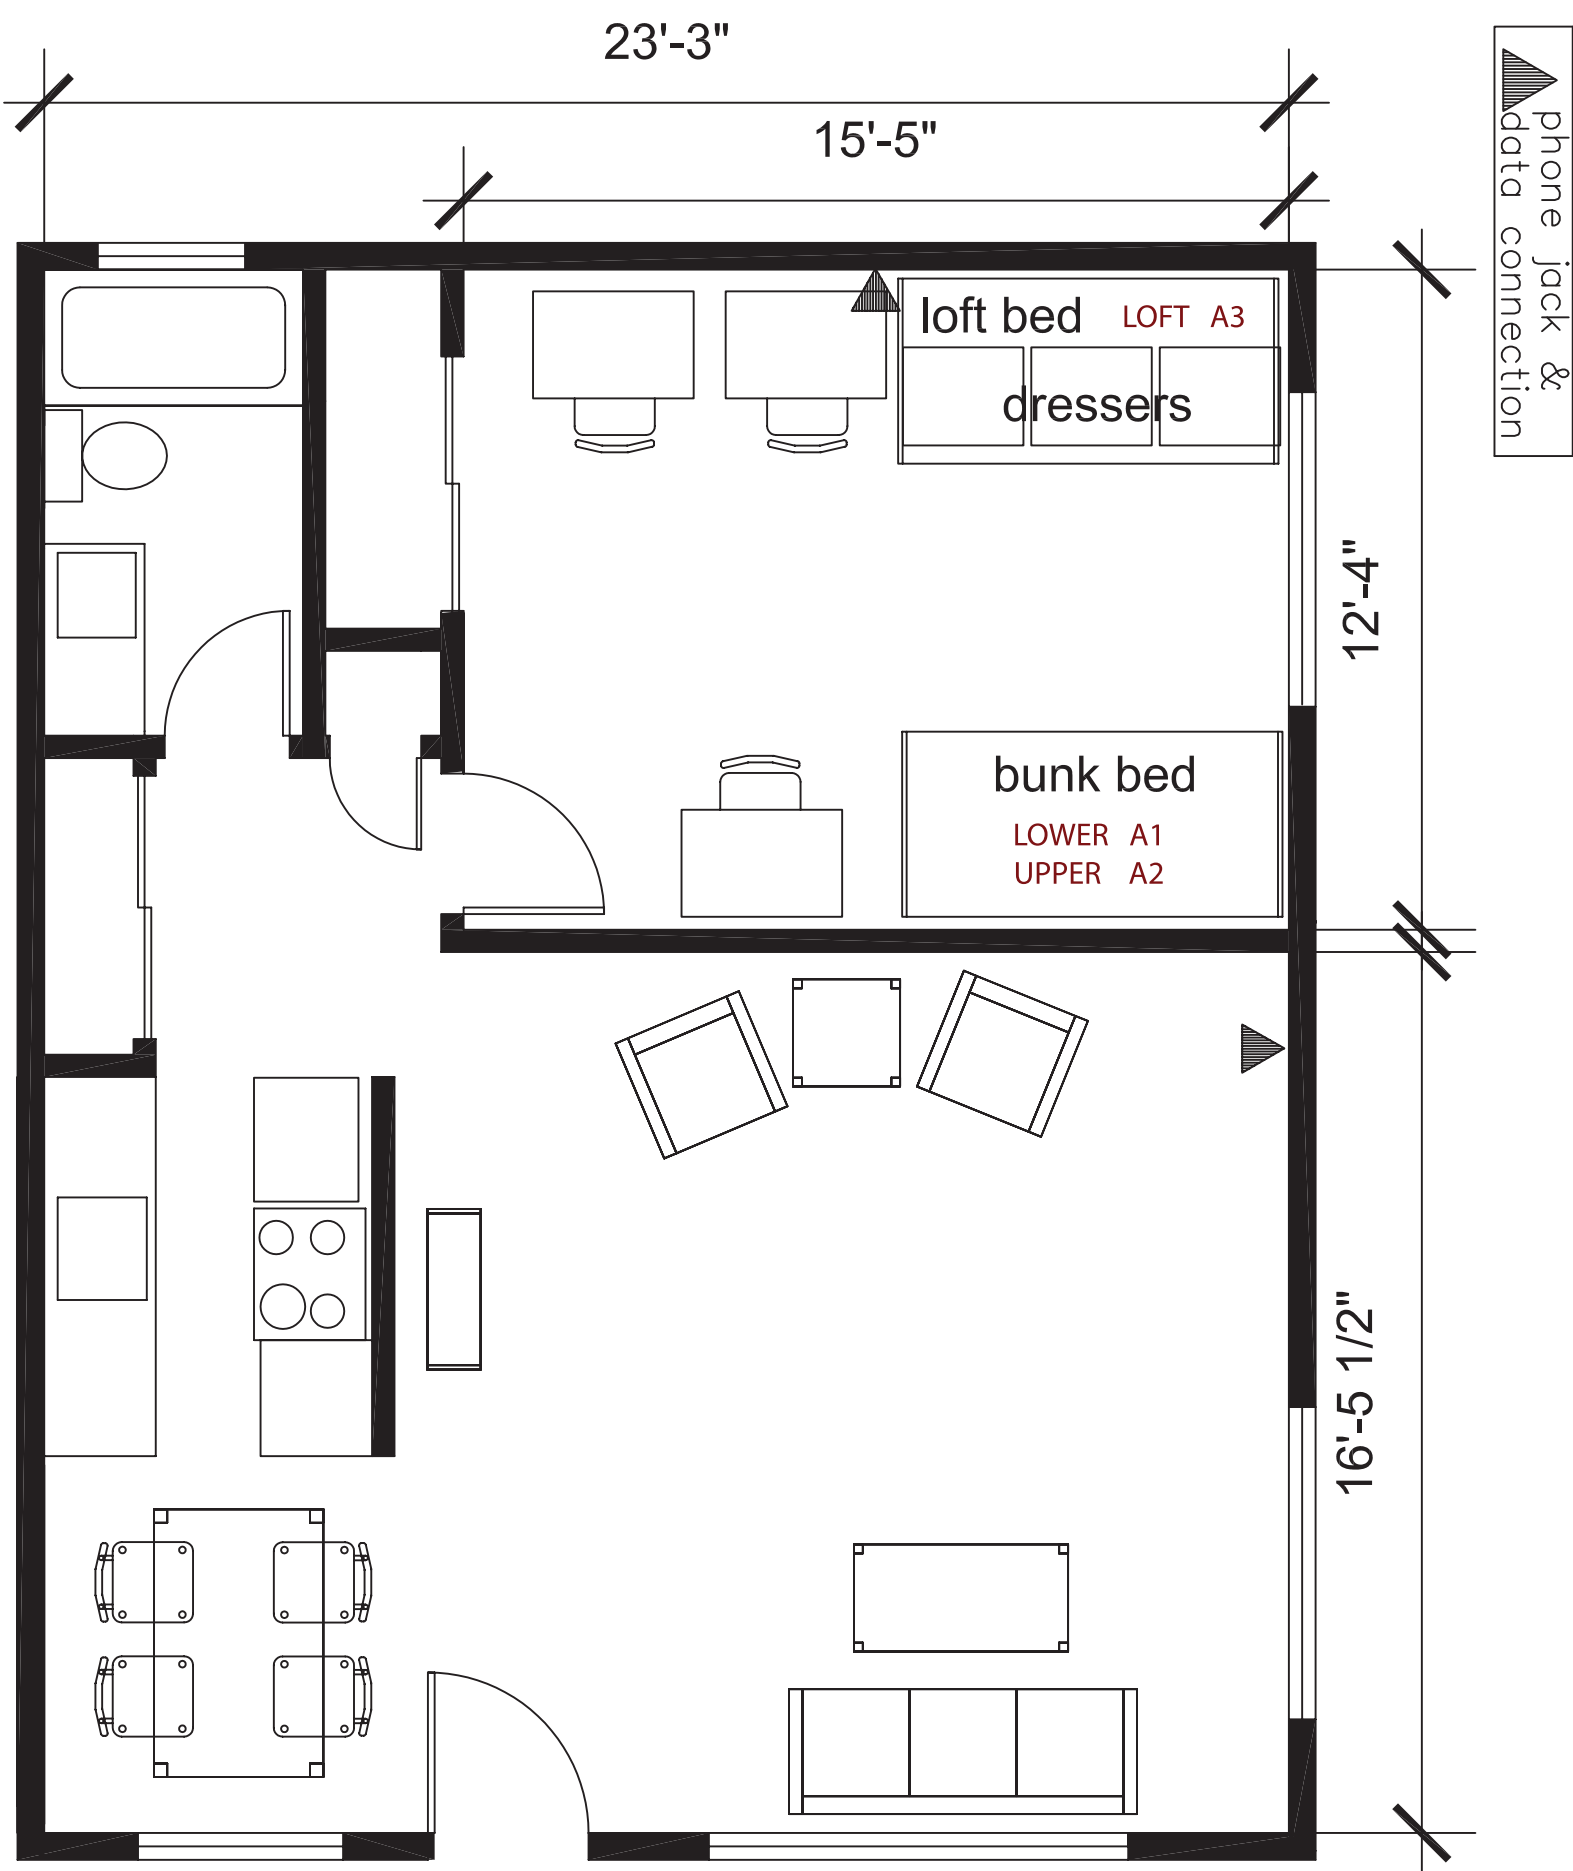 23'-3"
15'-5"
phone jack &
data connection
loft bed LOFT A3
dressers
12'-4"
bunk bed
LOWER A1
UPPER A2
16'-5 1/2"